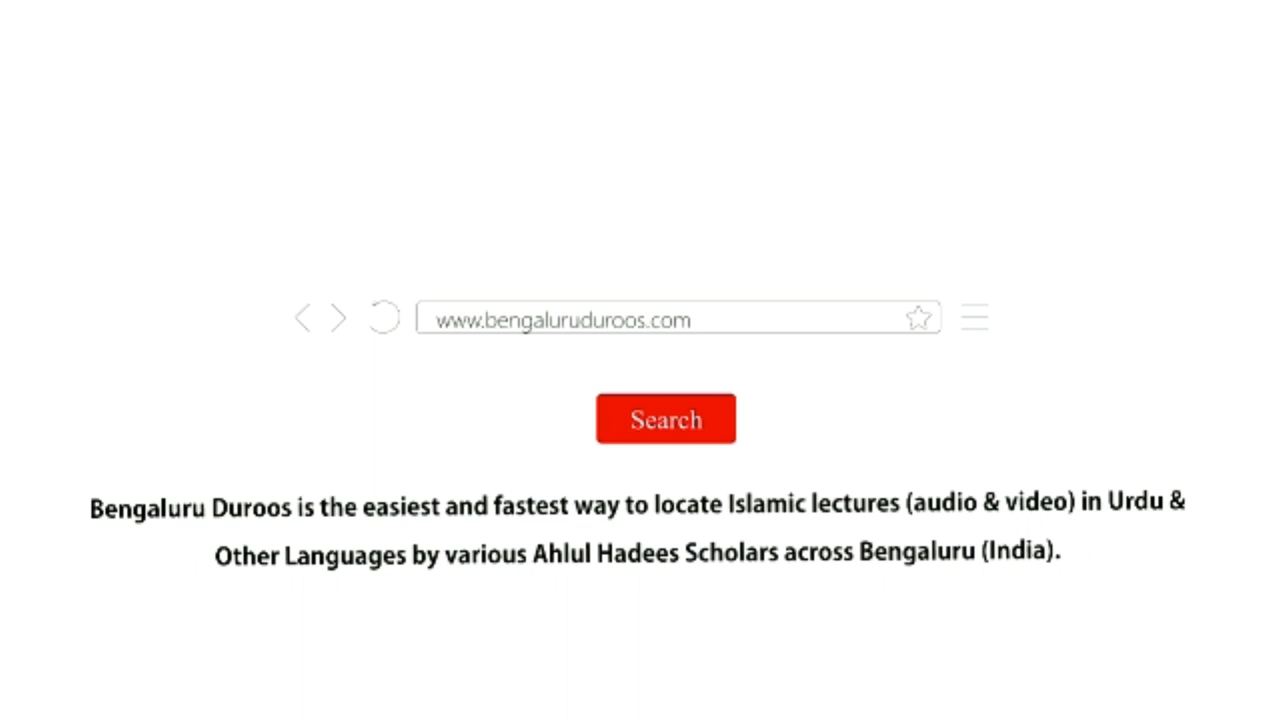 www.bengaluruduroos.com
Search
Bengaluru Duroos is the easiest and fastest way to locate Islamic lectures (audio & video) in Urdu &
Other Languages by various Ahlul Hadees Scholars across Bengaluru (India).